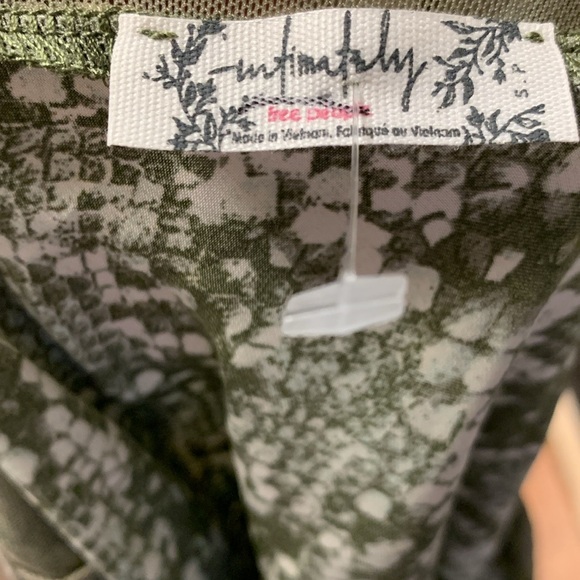 intimately
free people
Made in Vietnam, Fabriqué au Vietnam
S P